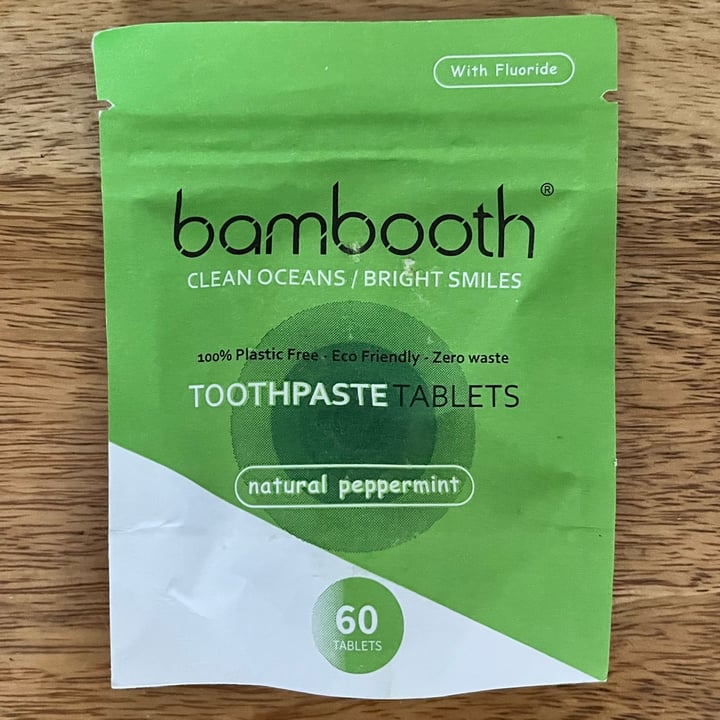 With Fluoride
bambooth®
CLEAN OCEANS / BRIGHT SMILES
100% Plastic Free - Eco Friendly - Zero waste
TOOTHPASTE TABLETS
natural peppermint
60
TABLETS